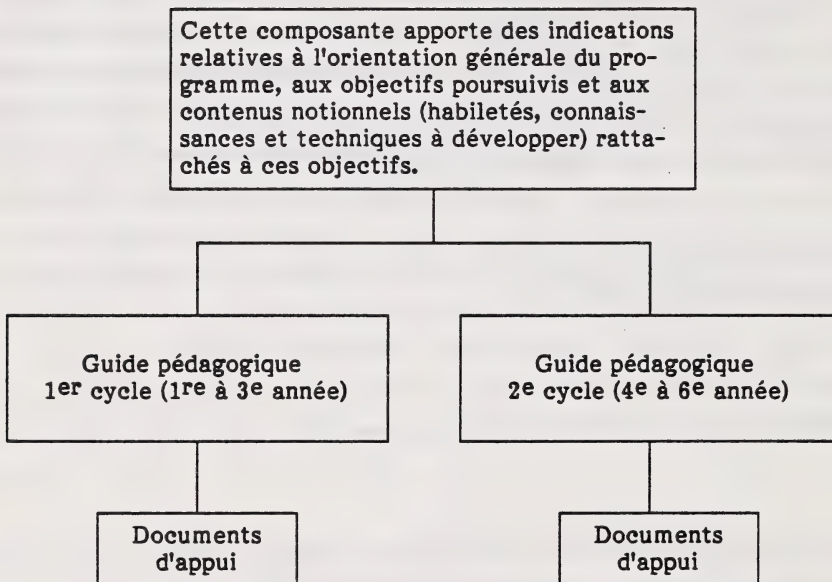 Cette composante apporte des indications
relatives à l'orientation générale du pro-
gramme, aux objectifs poursuivis et aux
contenus notionnels (habiletés, connais-
sances et techniques à développer) ratta-
chés à ces objectifs.
Guide pédagogique
1er cycle (1re à 3e année)
Guide pédagogique
2e cycle (4e à 6e année)
Documents
d'appui
Documents
d'appui